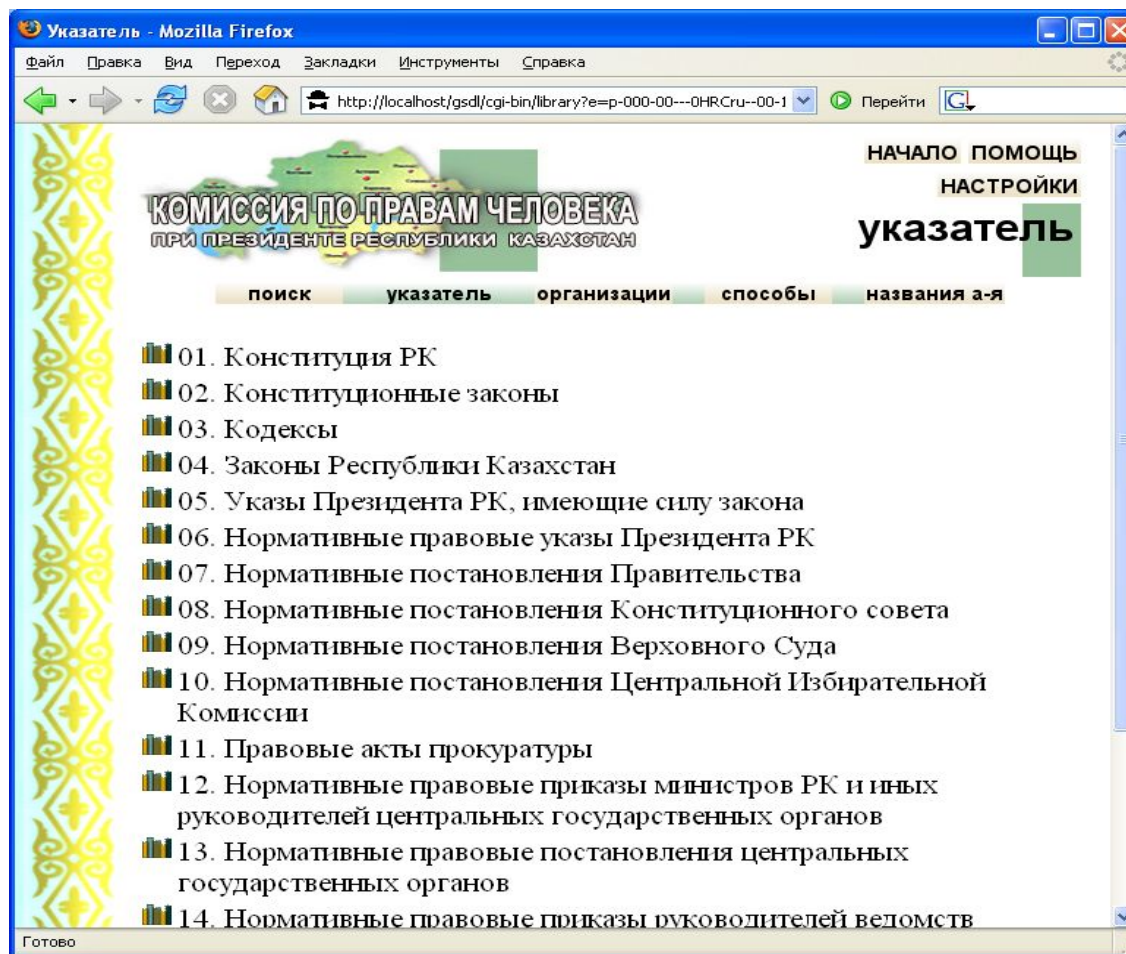 Указатель - Mozilla Firefox
Файл Правка Вид Переход Закладки Инструменты Справка
http://localhost/gsdl/cgi-bin/library?e=p-000-00---0HRCru--00-1 Перейти
НАЧАЛО ПОМОЩЬ
НАСТРОЙКИ
КОМИССИЯ ПО ПРАВАМ ЧЕЛОВЕКА
ПРИ ПРЕЗИДЕНТЕ РЕСПУБЛИКИ КАЗАХСТАН
указатель
поиск указатель организации способы названия а-я
01. Конституция РК
02. Конституционные законы
03. Кодексы
04. Законы Республики Казахстан
05. Указы Президента РК, имеющие силу закона
06. Нормативные правовые указы Президента РК
07. Нормативные постановления Правительства
08. Нормативные постановления Конституционного совета
09. Нормативные постановления Верховного Суда
10. Нормативные постановления Центральной Избирательной
Комиссии
11. Правовые акты прокуратуры
12. Нормативные правовые приказы министров РК и иных
руководителей центральных государственных органов
13. Нормативные правовые постановления центральных
государственных органов
14. Нормативные правовые приказы руководителей ведомств
Готово